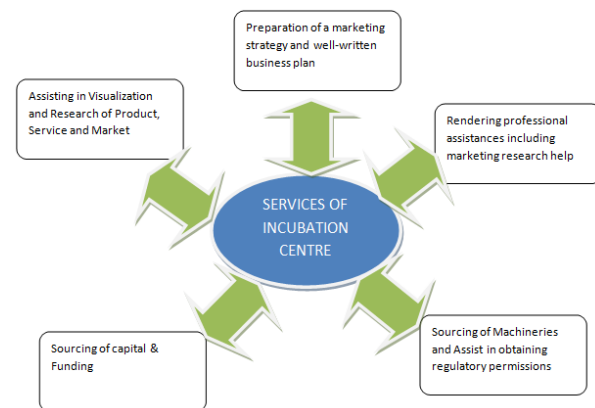 Preparation of a marketing
strategy and well-written
business plan
Assisting in Visualization
and Research of Product,
Service and Market
Rendering professional
assistances including
marketing research help
SERVICES OF
INCUBATION
CENTRE
Sourcing of capital &
Funding
Sourcing of Machineries
and Assist in obtaining
regulatory permissions